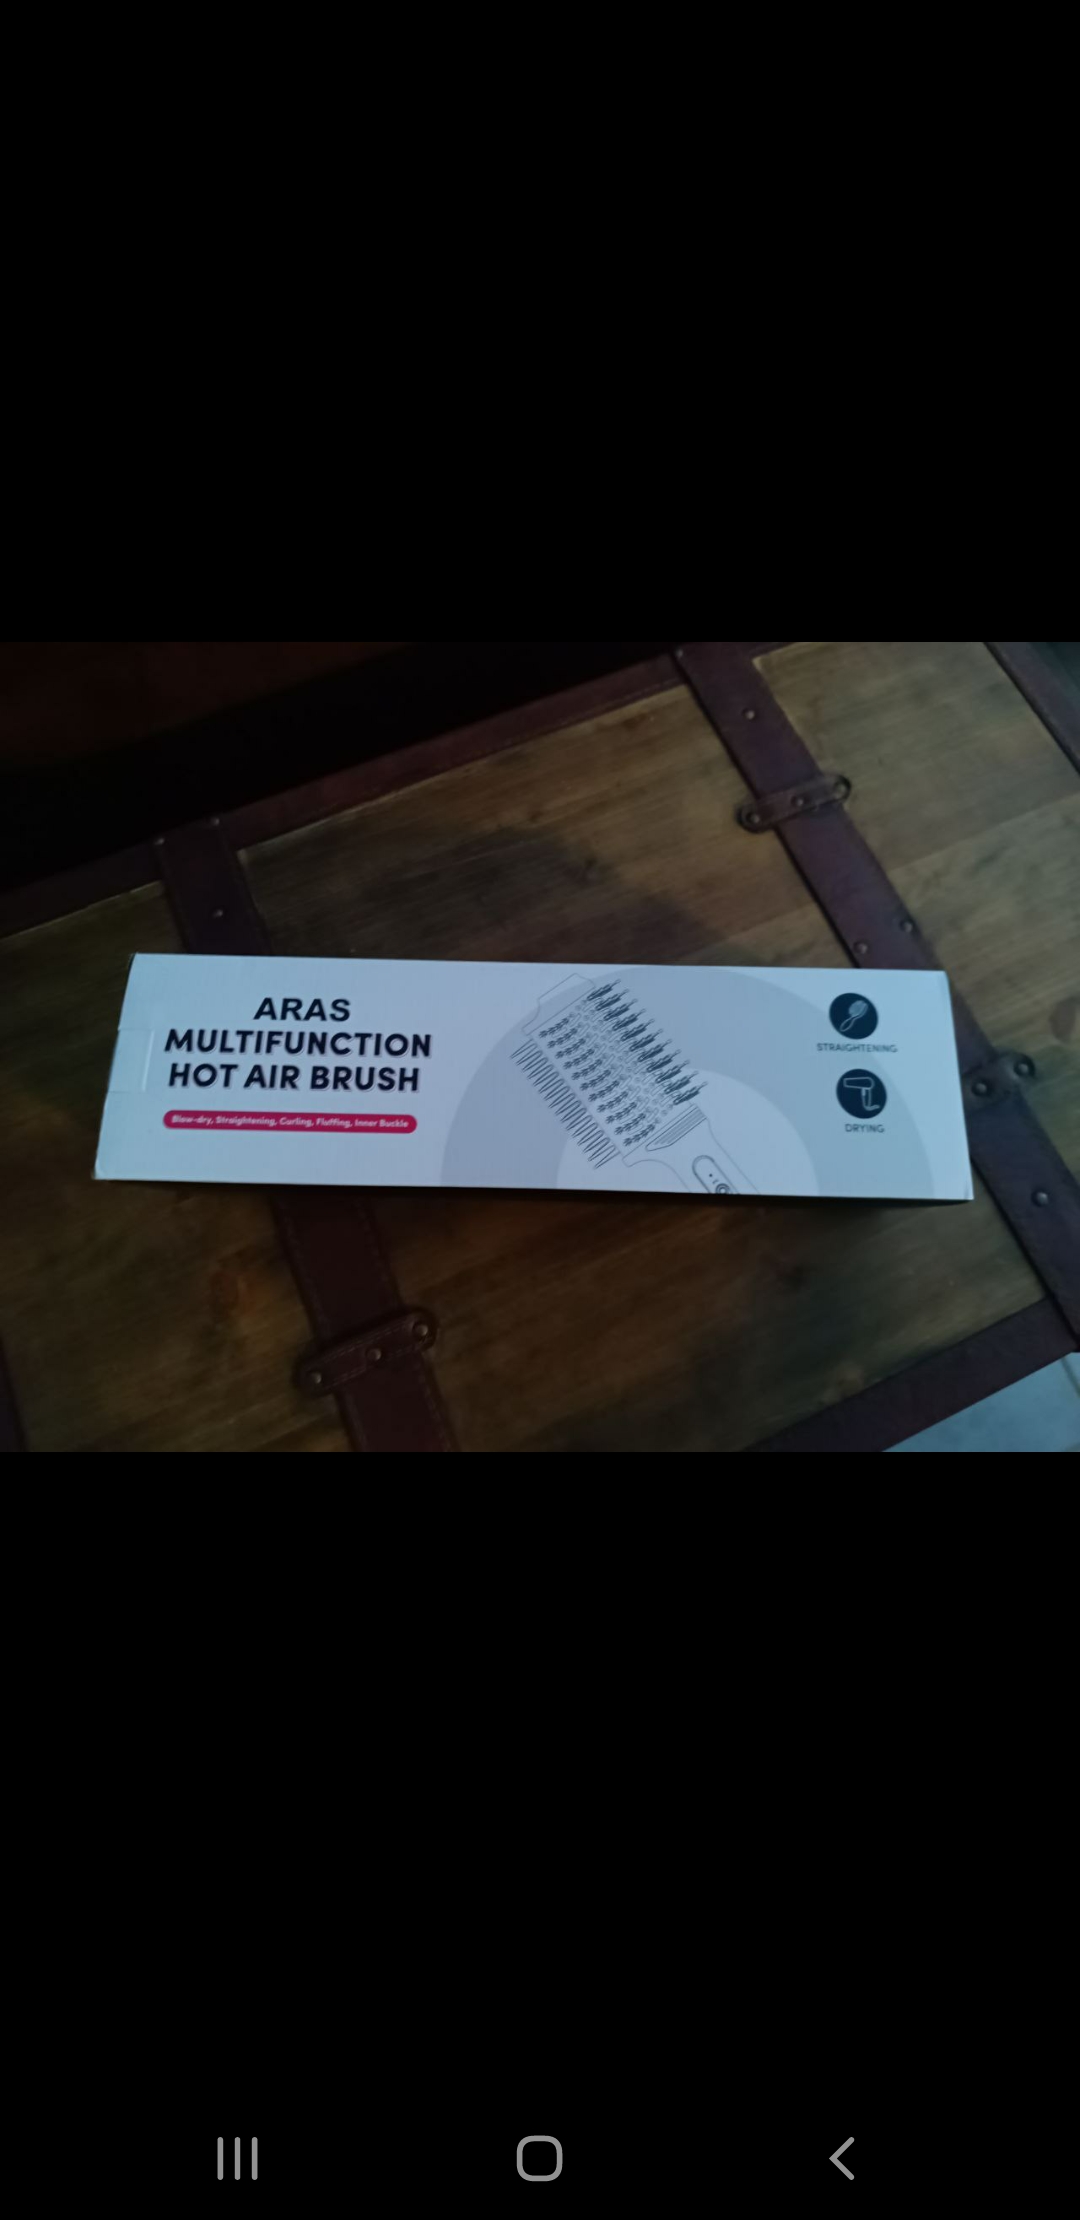 ARAS
MULTIFUNCTION
HOT AIR BRUSH
Blow-dry, Straightening, Curling, Fluffing, Inner Buckle
STRAIGHTENING
DRYING